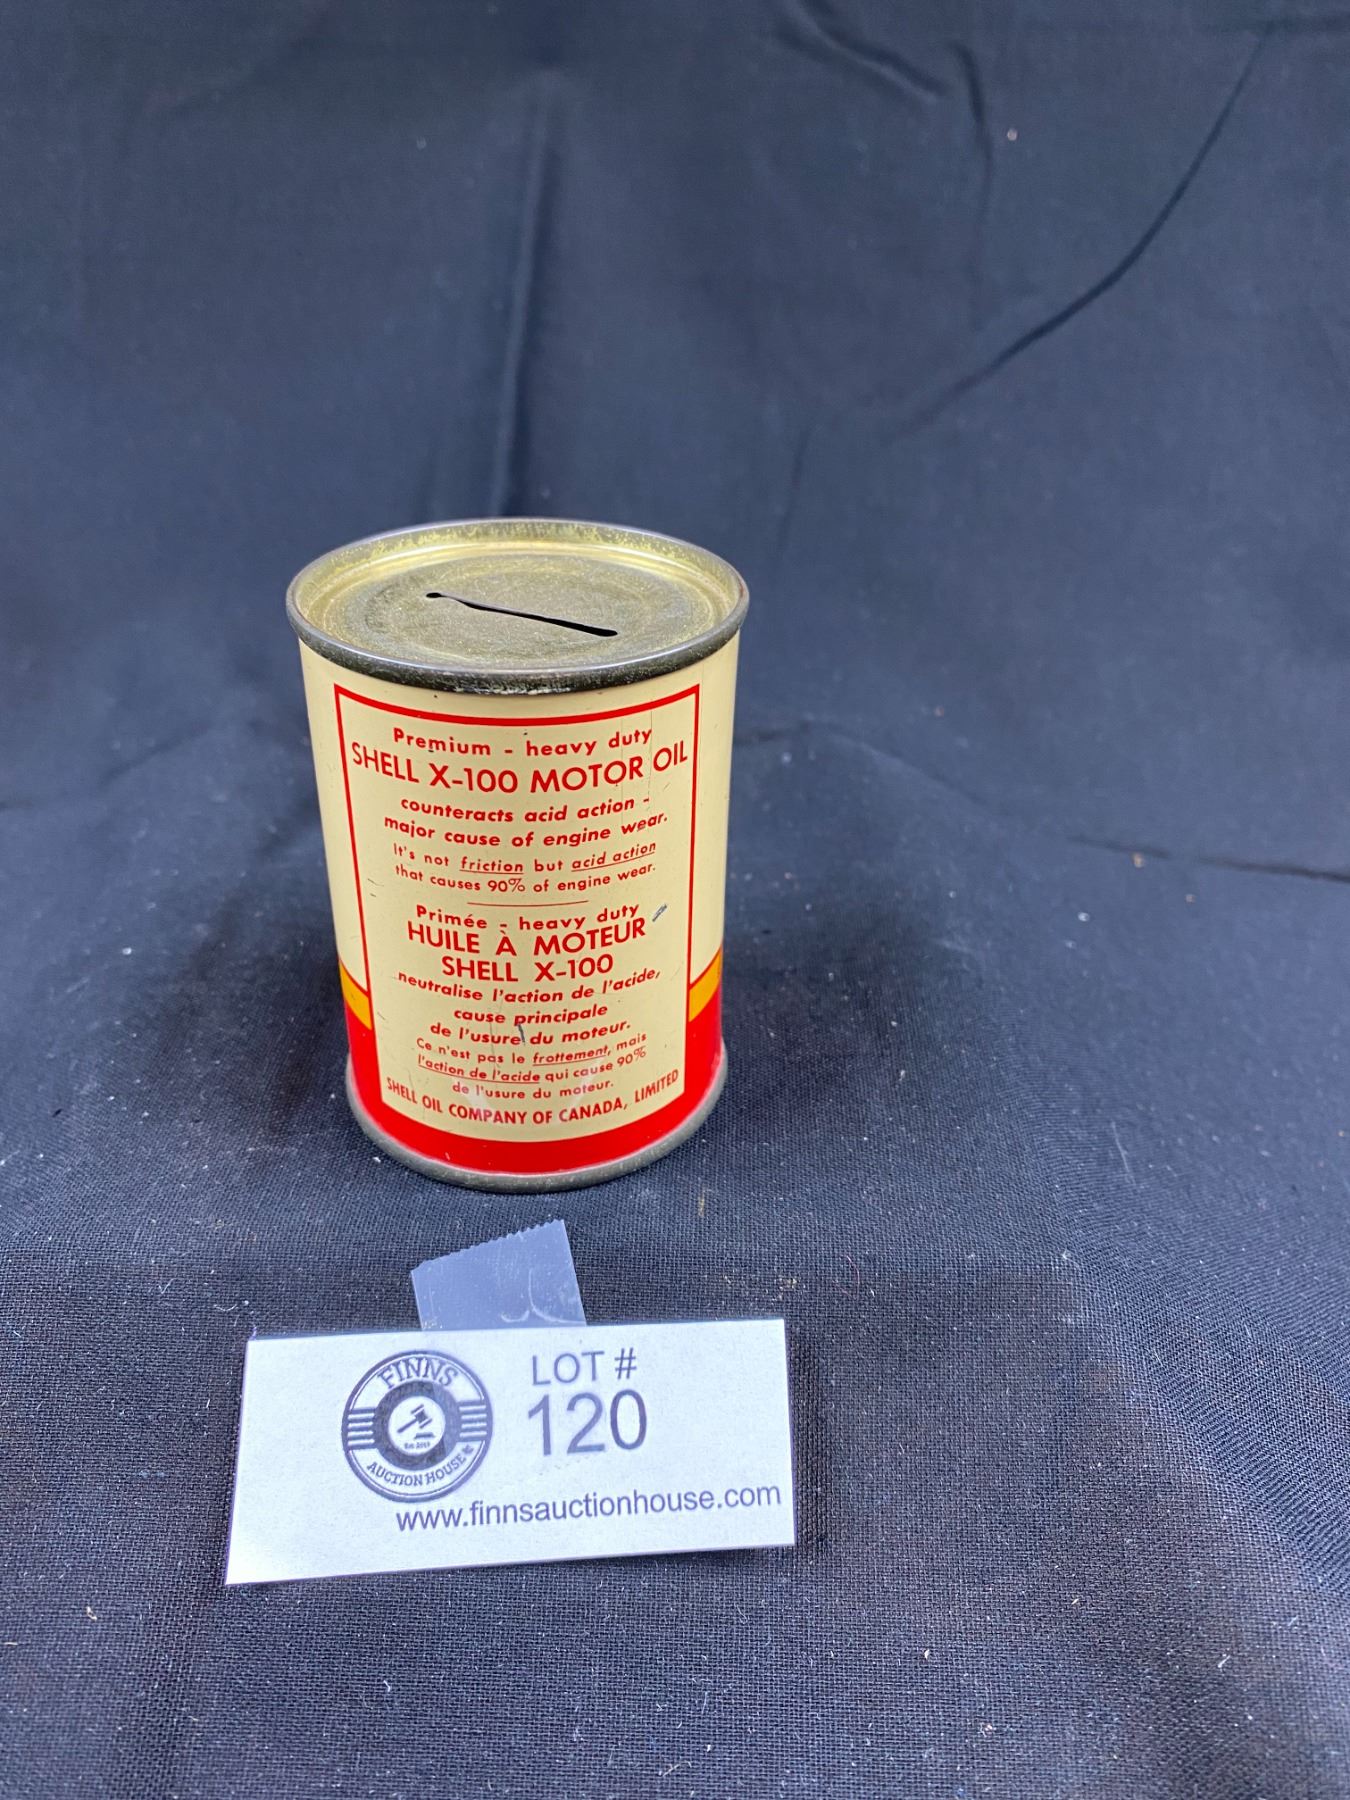 Premium - heavy duty
SHELL X-100 MOTOR OIL
counteracts acid action -
major cause of engine wear.
It's not friction but acid action
that causes 90% of engine wear.
Primée - heavy duty
HUILE À MOTEUR
SHELL X-100
neutralise l'action de l'acide,
cause principale
de l'usure du moteur.
Ce n'est pas le frottement, mais
l'action de l'acide qui cause 90%
de l'usure du moteur.
SHELL OIL COMPANY OF CANADA, LIMITED
FINNS
AUCTION HOUSE
LOT #
120
www.finnsauctionhouse.com